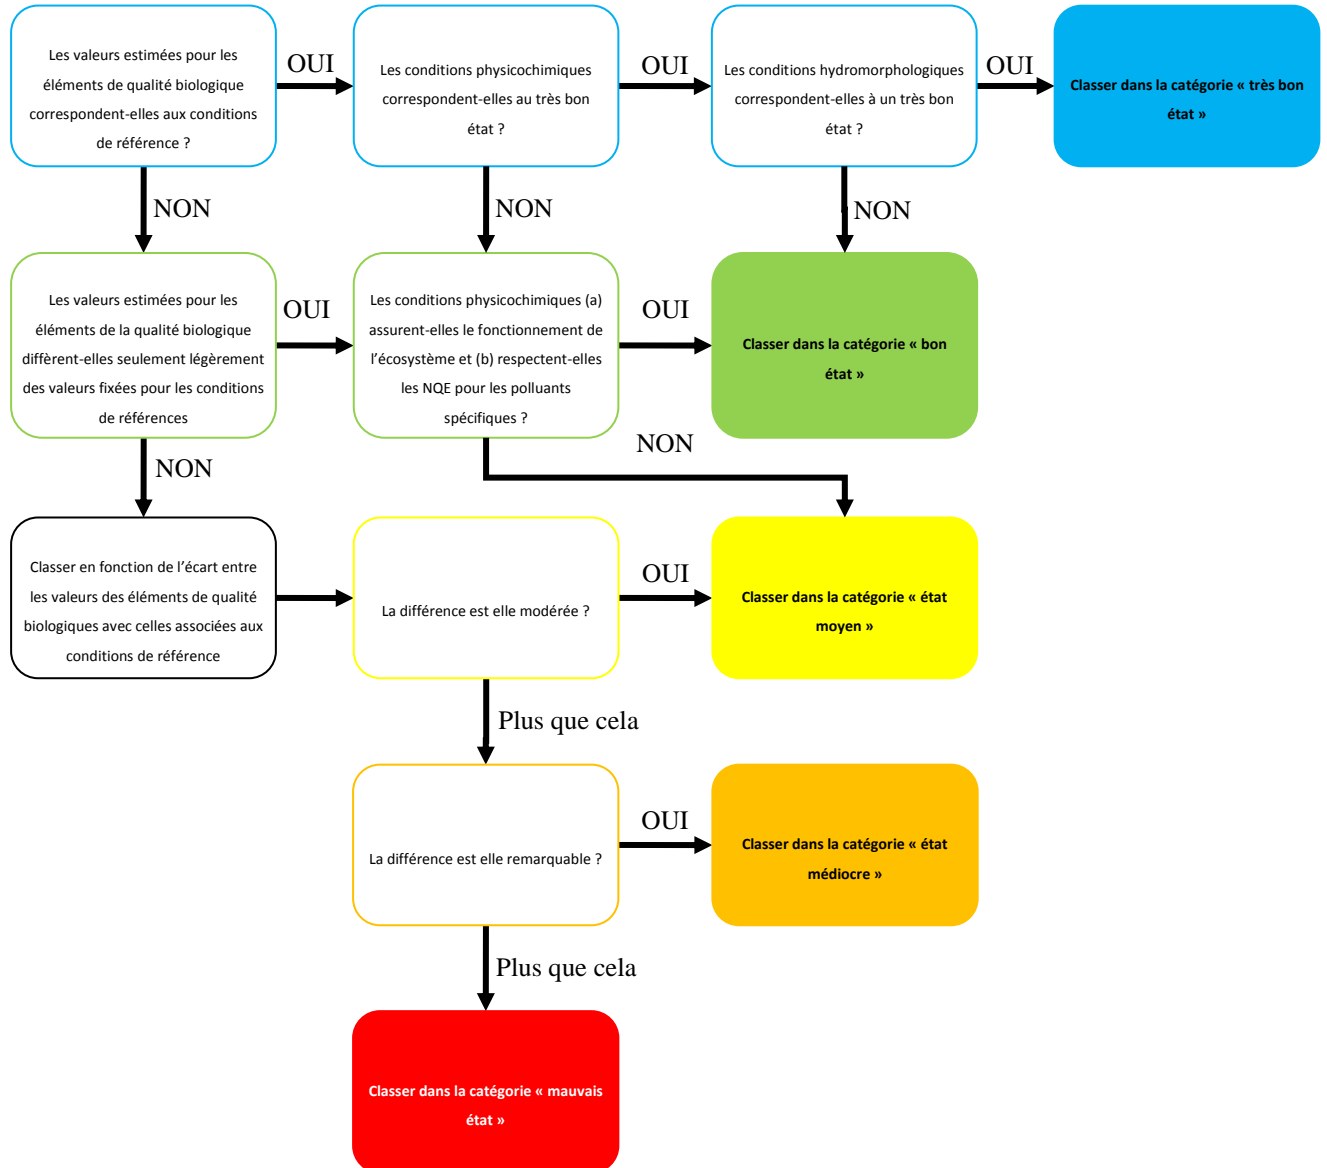 Les valeurs estimées pour les
éléments de qualité biologique
correspondent-elles aux conditions
de référence ?
OUI
Les conditions physicochimiques
correspondent-elles au très bon
état ?
OUI
Les conditions hydromorphologiques
correspondent-elles à un très bon
état ?
OUI
Classer dans la catégorie « très bon
état »
NON
NON
NON
Les valeurs estimées pour les
éléments de la qualité biologique
diffèrent-elles seulement légèrement
des valeurs fixées pour les conditions
de références
OUI
Les conditions physicochimiques (a)
assurent-elles le fonctionnement de
l’écosystème et (b) respectent-elles
les NQE pour les polluants
spécifiques ?
OUI
Classer dans la catégorie « bon
état »
NON
NON
Classer en fonction de l’écart entre
les valeurs des éléments de qualité
biologiques avec celles associées aux
conditions de référence
La différence est elle modérée ?
OUI
Classer dans la catégorie « état
moyen »
Plus que cela
La différence est elle remarquable ?
OUI
Classer dans la catégorie « état
médiocre »
Plus que cela
Classer dans la catégorie « mauvais
état »